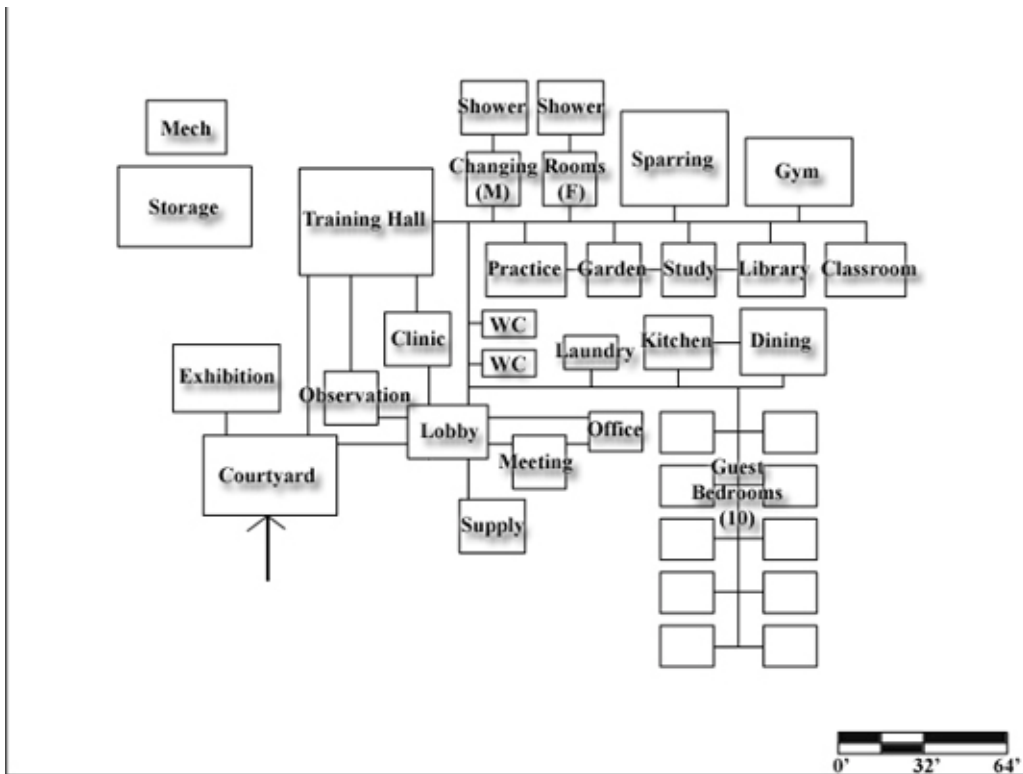 Shower Shower
Mech
Changing Rooms
(M) (F)
Sparring
Gym
Storage
Training Hall
Practice Garden Study Library Classroom
WC
Clinic
Kitchen
Dining
Laundry
WC
Exhibition
Observation
Lobby
Office
Meeting
Courtyard
Guest
Bedrooms
(10)
Supply
0' 32' 64'